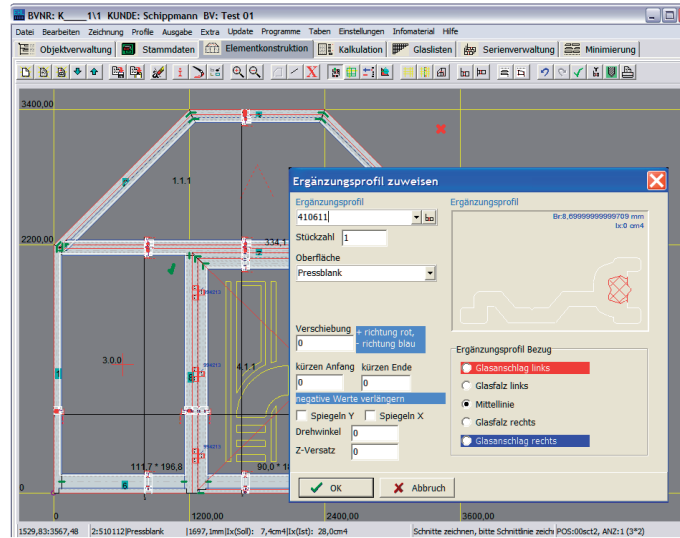 BVNR: K____1\1 KUNDE: Schippmann BV: Test 01
Datei Bearbeiten Zeichnung Profile Ausgabe Extra Update Programme Taben Einstellungen Infomaterial Hilfe
Objektverwaltung Stammdaten Elementkonstruktion Kalkulation Glaslisten Serienverwaltung Minimierung
3400,00
1.1.1
2200,00
334,1
3.0.0
4.1.1
994213
994213
994213
111,7 * 196,8
90,0 * 18
6
0
0
1200,00
2400,00
3600,00
Ergänzungsprofil zuweisen
Ergänzungsprofil
410611
Stückzahl 1
Oberfläche
Pressblank
Verschiebung
0
+ richtung rot,
- richtung blau
kürzen Anfang kürzen Ende
0 0
negative Werte verlängern
Spiegeln Y Spiegeln X
Drehwinkel 0
Z-Versatz 0
OK Abbruch
Ergänzungsprofil
Br:8,69999999999709 mm
Ix:0 cm4
Ergänzungsprofil Bezug
Glasanschlag links
Glasfalz links
Mittellinie
Glasfalz rechts
Glasanschlag rechts
1529,83:3567,48 2:510112|Pressblank |1697,1mm|Ix(Soll): 7,4cm4|Ix(Ist): 28,0cm4 Schnitte zeichnen, bitte Schnittlinie zeich POS:00sct2, ANZ:1 (3*2)